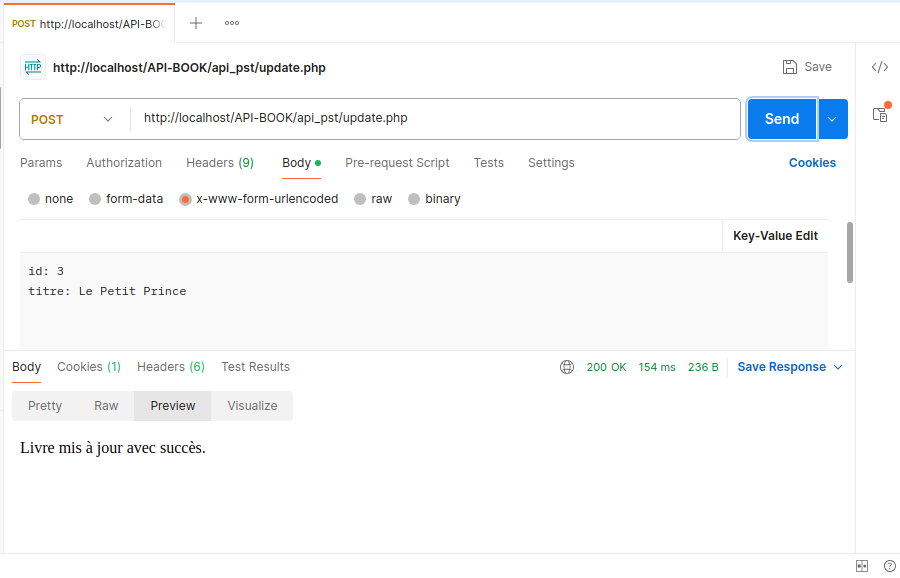 POST http://localhost/API-BOO
HTTP http://localhost/API-BOOK/api_pst/update.php Save
POST http://localhost/API-BOOK/api_pst/update.php Send
Params Authorization Headers (9) Body Pre-request Script Tests Settings Cookies
none form-data x-www-form-urlencoded raw binary
Key-Value Edit
id: 3
titre: Le Petit Prince
Body Cookies (1) Headers (6) Test Results 200 OK 154 ms 236 B Save Response
Pretty Raw Preview Visualize
Livre mis à jour avec succès.